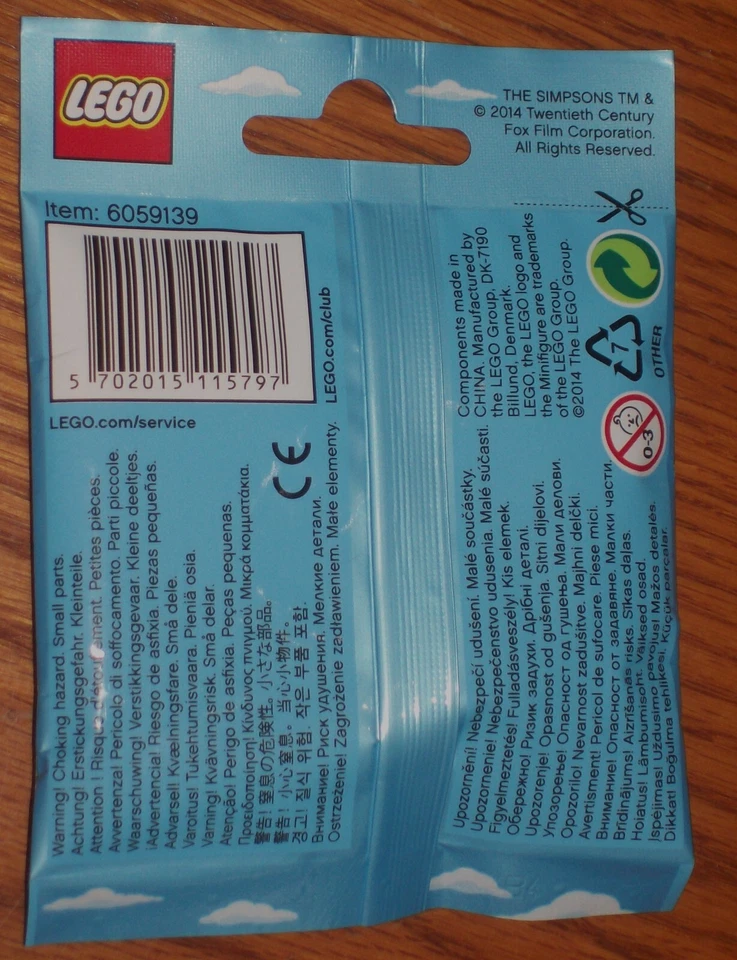 LEGO
THE SIMPSONS TM &
© 2014 Twentieth Century
Fox Film Corporation.
All Rights Reserved.
Item: 6059139
5 702015 115797
LEGO.com/service
LEGO.com/club
CE
Warning! Choking hazard. Small parts.
Achtung! Erstickungsgefahr. Kleinteile.
Attention ! Risque d'étouffement. Petites pièces.
Avvertenza! Pericolo di soffocamento. Parti piccole.
Waarschuwing! Verstikkingsgevaar. Kleine deeltjes.
¡Advertencia! Riesgo de asfixia. Piezas pequeñas.
Advarsel! Kvælningsfare. Små dele.
Varoitus! Tukehtumisvaara. Pieniä osia.
Varning! Kvävningsrisk. Små delar.
Atenção! Perigo de asfixia. Peças pequenas.
Προειδοποίηση! Κίνδυνος πνιγμού. Μικρά κομματάκια.
警告! 窒息の危険性。小さな部品。
警告! 小心窒息。当心小物件。
경고! 질식 위험. 작은 부품 포함.
Внимание! Риск удушения. Мелкие детали.
Ostrzeżenie! Zagrożenie zadławieniem. Małe elementy.
Components made in
CHINA. Manufactured by
the LEGO Group, DK-7190
Billund, Denmark.
LEGO, the LEGO logo and
the Minifigure are trademarks
of the LEGO Group.
©2014 The LEGO Group.
7
OTHER
0-3
Upozornění! Nebezpečí udušení. Malé součástky.
Upozornenie! Nebezpečenstvo udusenia. Malé súčasti.
Figyelmeztetés! Fulladásveszély! Kis elemek.
Обережно! Ризик задухи. Дрібні деталі.
Upozorenje! Opasnost od gušenja. Sitni dijelovi.
Упозорење! Опасност од гушења. Мали делови.
Opozorilo! Nevarnost zadušitve. Majhni delčki.
Avertisment! Pericol de sufocare. Piese mici.
Внимание! Опасност от задавяне. Малки части.
Brīdinājums! Aizrīšanās risks. Sīkas daļas.
Hoiatus! Lämbumisoht. Väiksed osad.
Įspėjimas! Uždusimo pavojus! Mažos detalės.
Dikkat! Boğulma tehlikesi. Küçük parçalar.